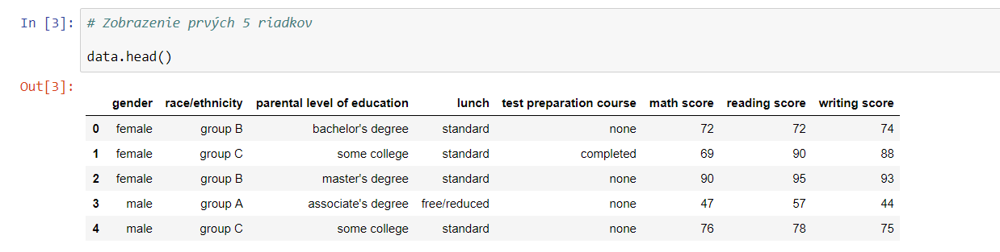 In [3]: # Zobrazenie prvých 5 riadkov
data.head()
Out[3]:
gender race/ethnicity parental level of education lunch test preparation course math score reading score writing score
0 female group B bachelor's degree standard none 72 72 74
1 female group C some college standard completed 69 90 88
2 female group B master's degree standard none 90 95 93
3 male group A associate's degree free/reduced none 47 57 44
4 male group C some college standard none 76 78 75